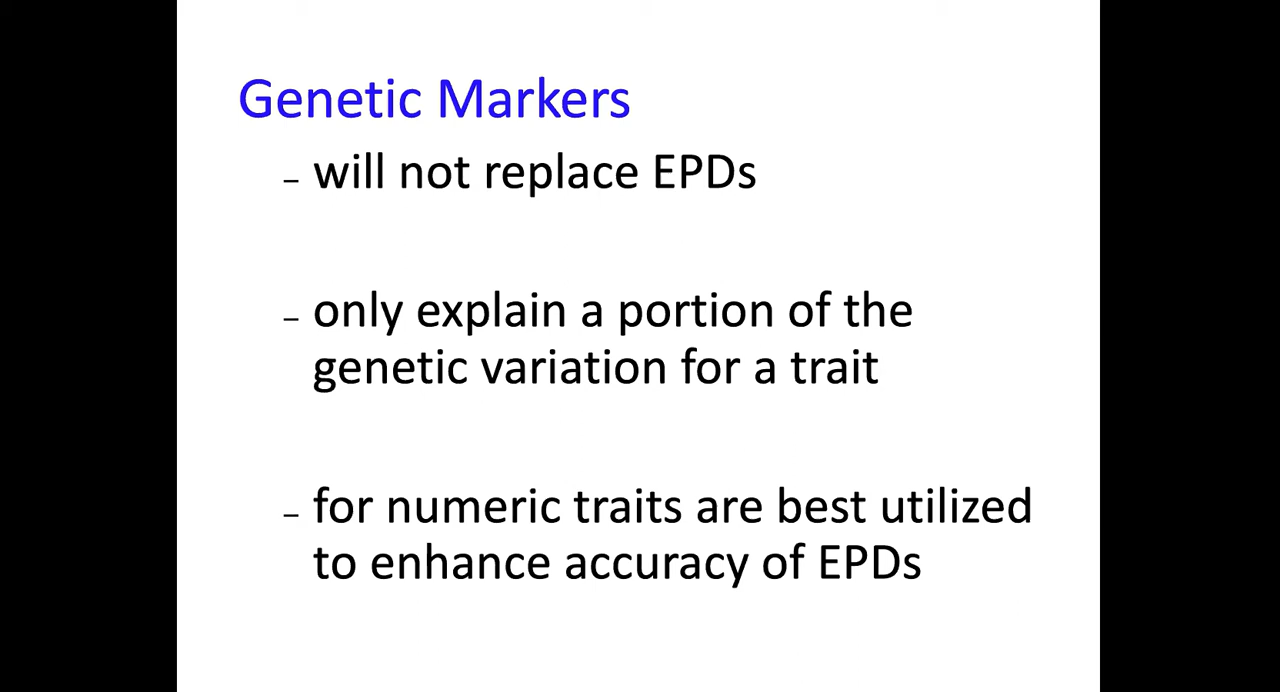 Genetic Markers
– will not replace EPDs
– only explain a portion of the
genetic variation for a trait
– for numeric traits are best utilized
to enhance accuracy of EPDs